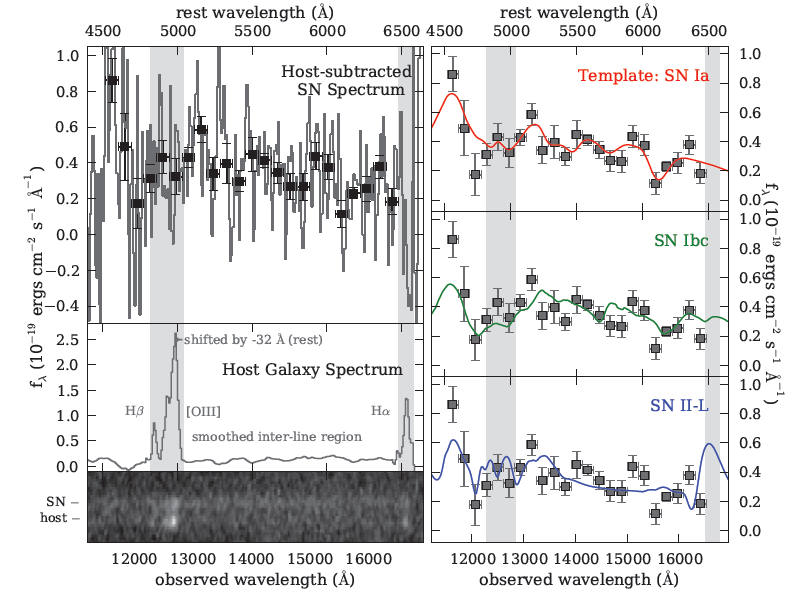 rest wavelength (Å)
4500 5000 5500 6000 6500
Host-subtracted
SN Spectrum
1.0
0.8
0.6
0.4
0.2
0.0
−0.2
−0.4
fλ (10⁻¹⁹ ergs cm⁻² s⁻¹ Å⁻¹)
shifted by -32 Å (rest)
Host Galaxy Spectrum
Hβ
[OIII]
Hα
smoothed inter-line region
2.5
2.0
1.5
1.0
0.5
0.0
SN
host
12000 13000 14000 15000 16000
observed wavelength (Å)
rest wavelength (Å)
4500 5000 5500 6000 6500
Template: SN Ia
1.0
0.8
0.6
0.4
0.2
0.0
SN Ibc
1.0
0.8
0.6
0.4
0.2
0.0
SN II-L
1.0
0.8
0.6
0.4
0.2
0.0
fλ (10⁻¹⁹ ergs cm⁻² s⁻¹ Å⁻¹)
12000 13000 14000 15000 16000
observed wavelength (Å)